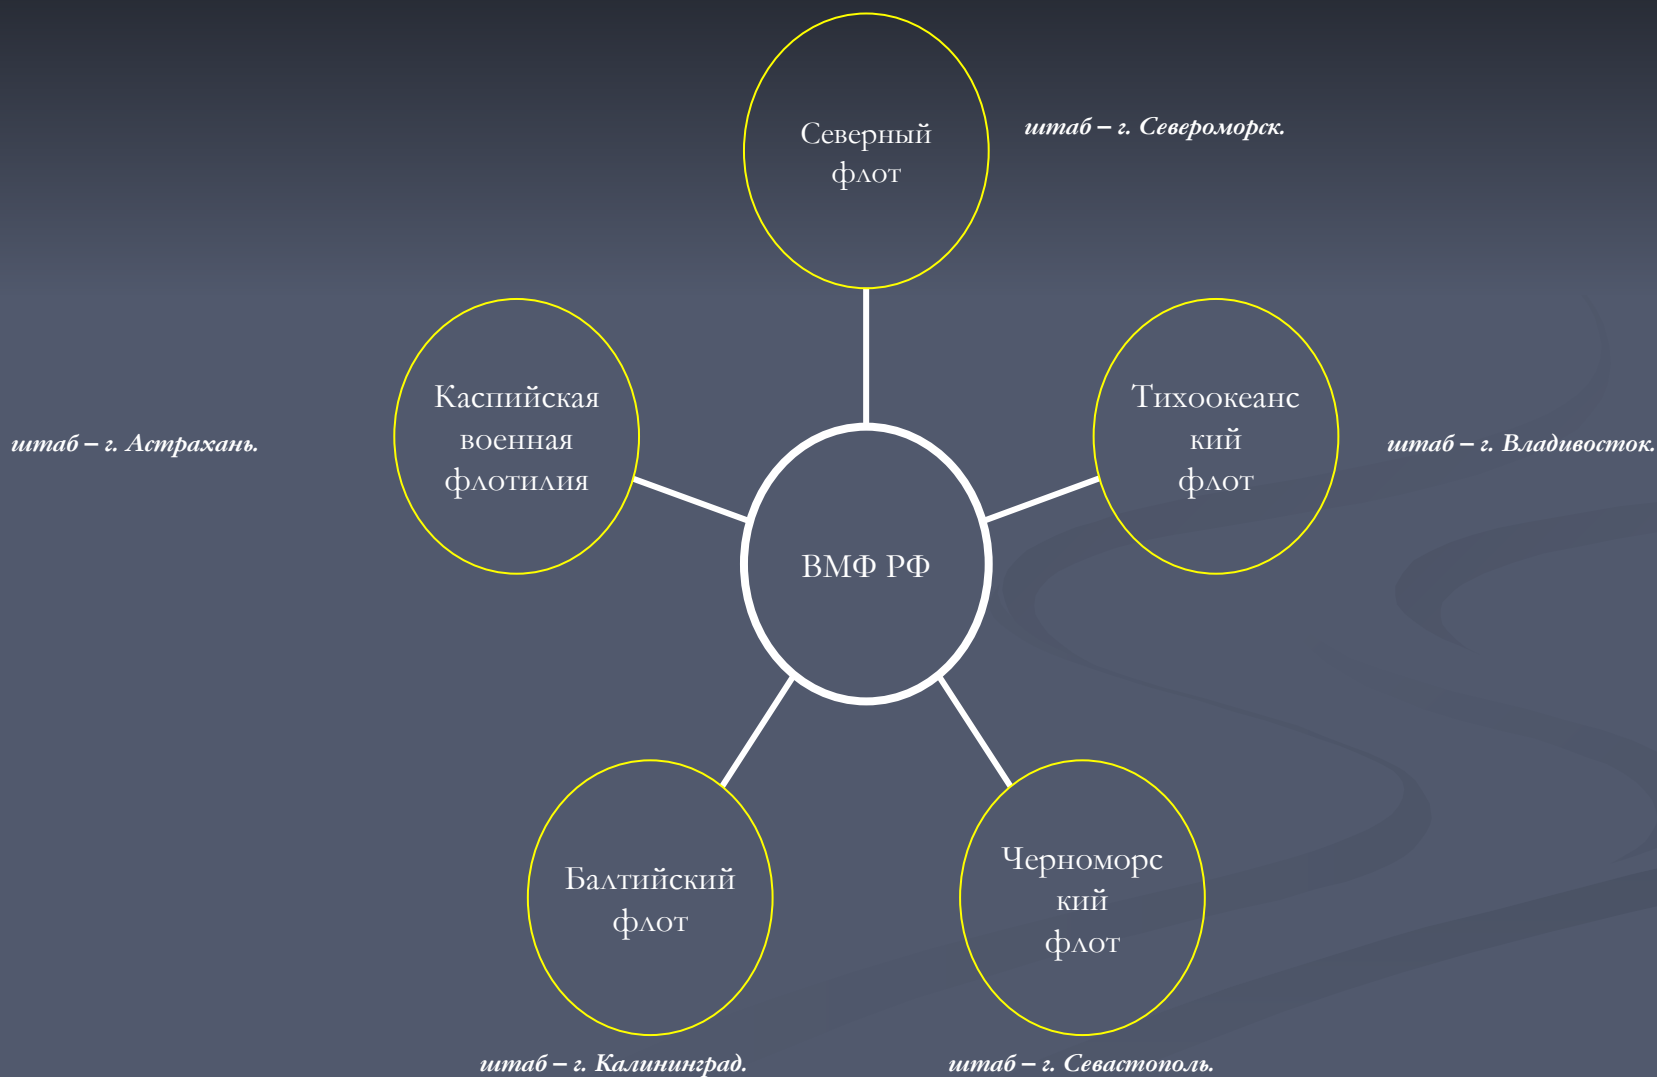 Северный
флот
штаб – г. Североморск.
Каспийская
военная
флотилия
штаб – г. Астрахань.
Тихоокеанс
кий
флот
штаб – г. Владивосток.
ВМФ РФ
Балтийский
флот
штаб – г. Калининград.
Черноморс
кий
флот
штаб – г. Севастополь.